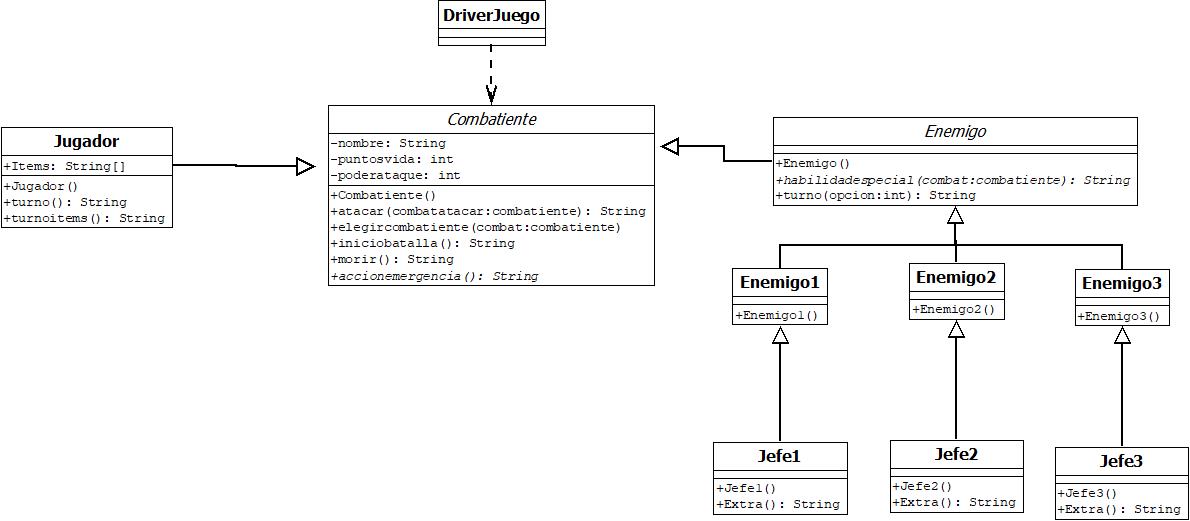 DriverJuego
Combatiente
-nombre: String
-puntosvida: int
-poderataque: int
+Combatiente()
+atacar(combatatacar:combatiente): String
+elegircombatiente(combat:combatiente)
+iniciobatalla(): String
+morir(): String
+accionemergencia(): String
Jugador
+Items: String[]
+Jugador()
+turno(): String
+turnoitems(): String
Enemigo
+Enemigo()
+habilidadespecial(combat:combatiente): String
+turno(opcion:int): String
Enemigo1
+Enemigo1()
Enemigo2
+Enemigo2()
Enemigo3
+Enemigo3()
Jefe1
+Jefe1()
+Extra(): String
Jefe2
+Jefe2()
+Extra(): String
Jefe3
+Jefe3()
+Extra(): String